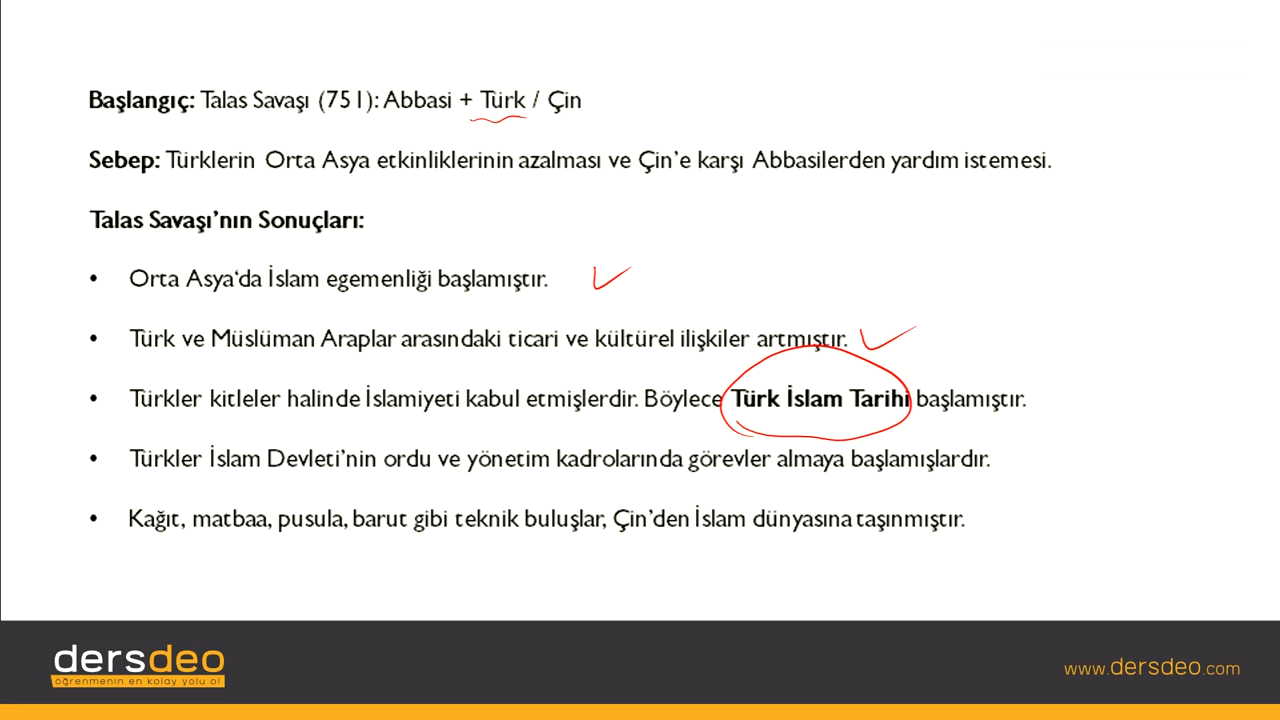 Başlangıç: Talas Savaşı (751): Abbasi + Türk / Çin
Sebep: Türklerin Orta Asya etkinliklerinin azalması ve Çin’e karşı Abbasilerden yardım istemesi.
Talas Savaşı’nın Sonuçları:
• Orta Asya‘da İslam egemenliği başlamıştır.
• Türk ve Müslüman Araplar arasındaki ticari ve kültürel ilişkiler artmıştır.
• Türkler kitleler halinde İslamiyeti kabul etmişlerdir. Böylece Türk İslam Tarihi başlamıştır.
• Türkler İslam Devleti’nin ordu ve yönetim kadrolarında görevler almaya başlamışlardır.
• Kağıt, matbaa, pusula, barut gibi teknik buluşlar, Çin’den İslam dünyasına taşınmıştır.
dersdeo
öğrenmenin en kolay yolu o!
www.dersdeo.com